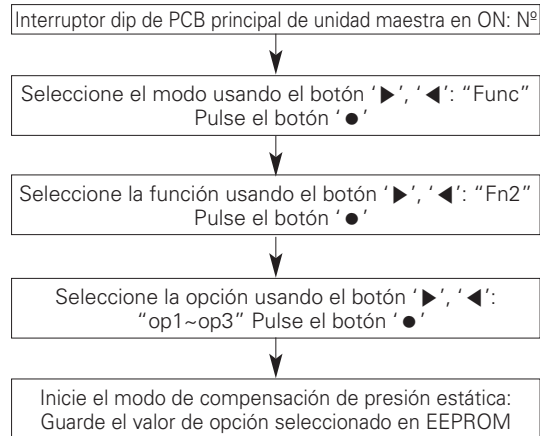 Interruptor dip de PCB principal de unidad maestra en ON: Nº
Seleccione el modo usando el botón ‘▶’, ‘◀’: “Func”
Pulse el botón ‘●’
Seleccione la función usando el botón ‘▶’, ‘◀’: “Fn2”
Pulse el botón ‘●’
Seleccione la opción usando el botón ‘▶’, ‘◀’:
“op1~op3” Pulse el botón ‘●’
Inicie el modo de compensación de presión estática:
Guarde el valor de opción seleccionado en EEPROM